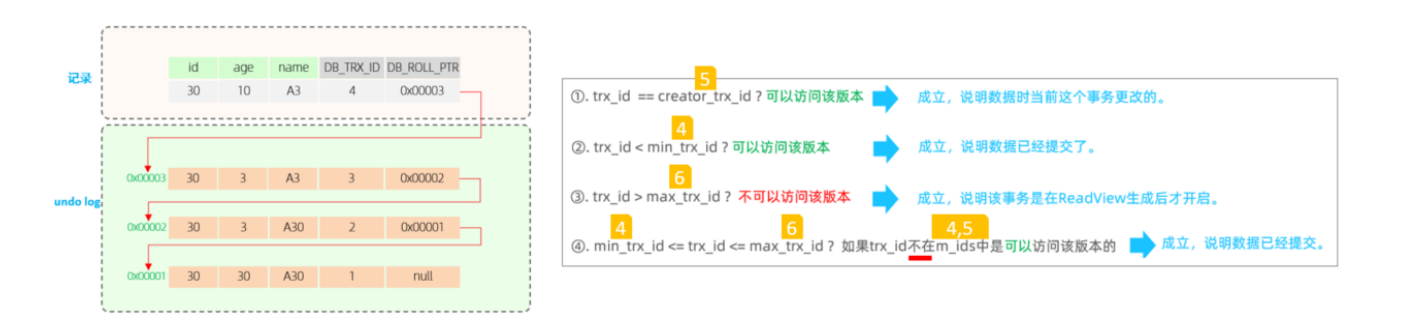 记录
id age name DB_TRX_ID DB_ROLL_PTR
30 10 A3 4 0x00003
undo log
0x00003 30 3 A3 3 0x00002
0x00002 30 3 A30 2 0x00001
0x00001 30 30 A30 1 null
5
①. trx_id == creator_trx_id ? 可以访问该版本 成立，说明数据时当前这个事务更改的。
4
②. trx_id < min_trx_id ? 可以访问该版本 成立，说明数据已经提交了。
6
③. trx_id > max_trx_id ? 不可以访问该版本 成立，说明该事务是在ReadView生成后才开启。
4 6 4,5
④. min_trx_id <= trx_id <= max_trx_id ? 如果trx_id不在m_ids中是可以访问该版本的 成立，说明数据已经提交。